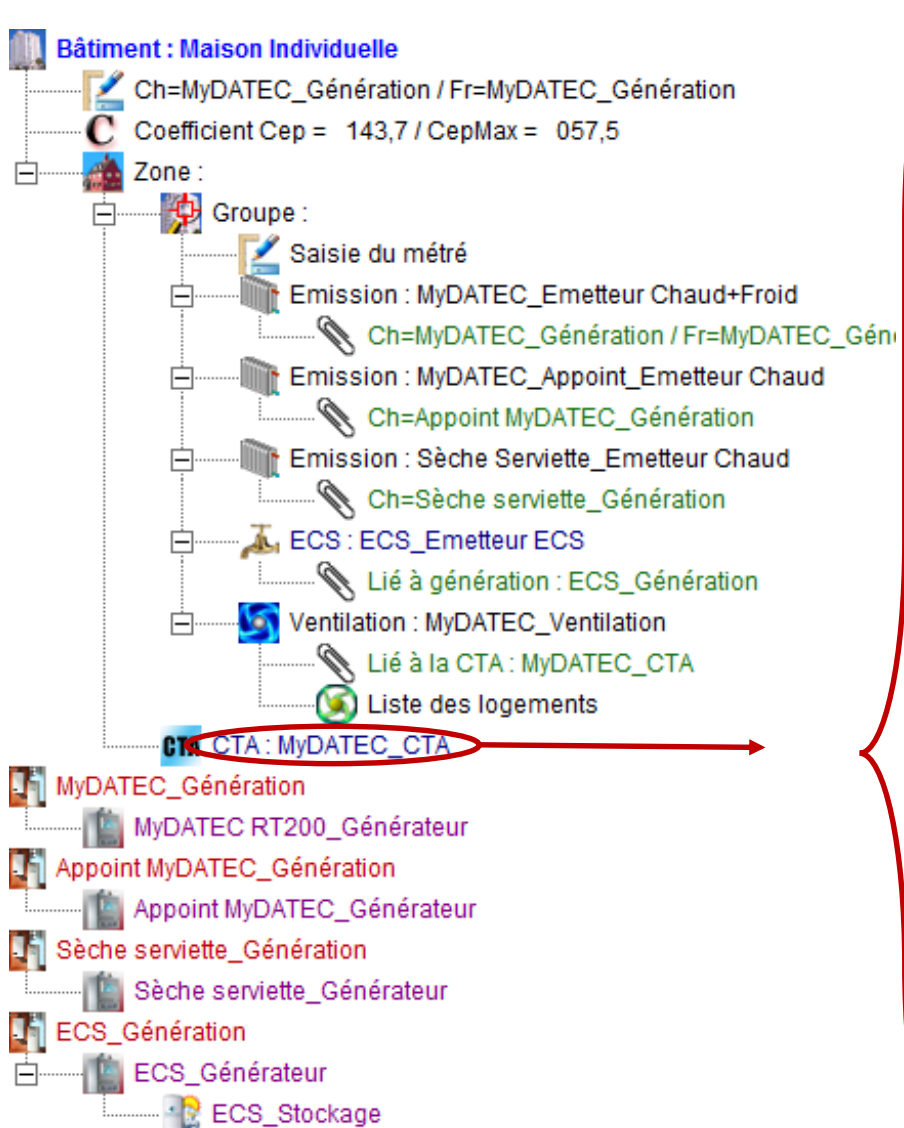 Bâtiment : Maison Individuelle
Ch=MyDATEC_Génération / Fr=MyDATEC_Génération
C Coefficient Cep = 143,7 / CepMax = 057,5
Zone :
Groupe :
Saisie du métré
Emission : MyDATEC_Emetteur Chaud+Froid
Ch=MyDATEC_Génération / Fr=MyDATEC_Géné
Emission : MyDATEC_Appoint_Emetteur Chaud
Ch=Appoint MyDATEC_Génération
Emission : Sèche Serviette_Emetteur Chaud
Ch=Sèche serviette_Génération
ECS : ECS_Emetteur ECS
Lié à génération : ECS_Génération
Ventilation : MyDATEC_Ventilation
Lié à la CTA : MyDATEC_CTA
Liste des logements
CTA CTA : MyDATEC_CTA
MyDATEC_Génération
MyDATEC RT200_Générateur
Appoint MyDATEC_Génération
Appoint MyDATEC_Générateur
Sèche serviette_Génération
Sèche serviette_Générateur
ECS_Génération
ECS_Générateur
ECS_Stockage